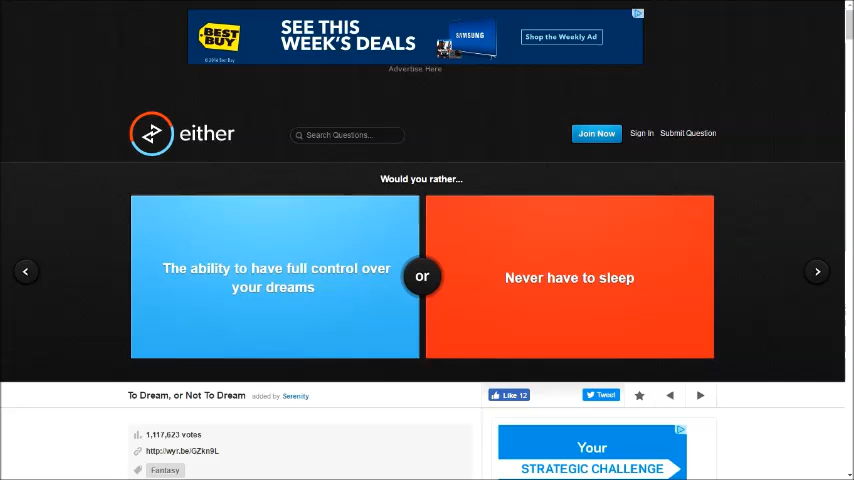 BEST BUY
© 2016 Best Buy
SEE THIS WEEK'S DEALS
SAMSUNG
Shop the Weekly Ad
Advertise Here
either
Search Questions...
Join Now
Sign In
Submit Question
Would you rather...
The ability to have full control over
your dreams
or
Never have to sleep
To Dream, or Not To Dream
added by Serenity
Like 12
Tweet
1,117,623 votes
http://wyr.be/GZkn9L
Fantasy
Your
STRATEGIC CHALLENGE